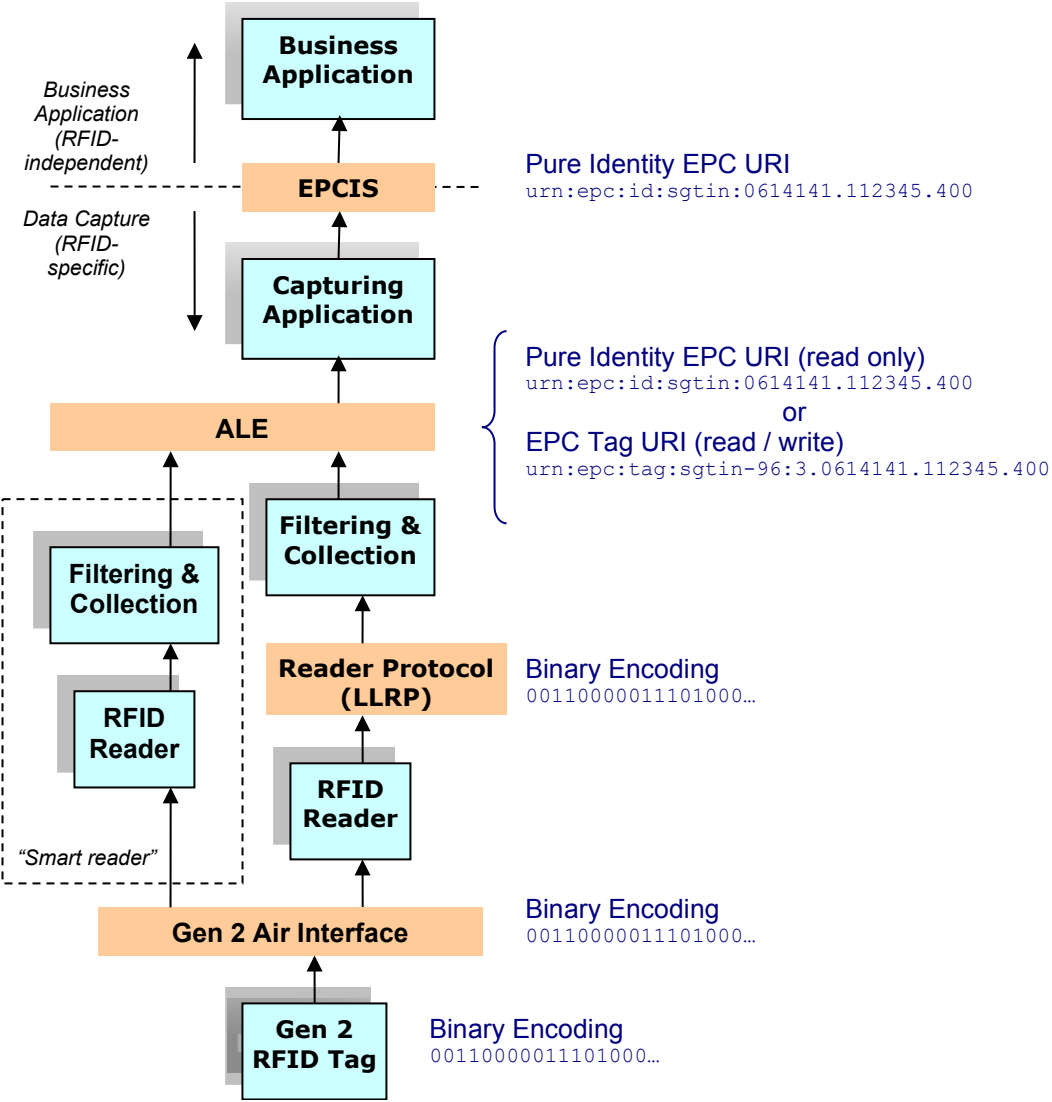 Business
Application
Business
Application
(RFID-
independent)
EPCIS
Pure Identity EPC URI
urn:epc:id:sgtin:0614141.112345.400
Data Capture
(RFID-
specific)
Capturing
Application
Pure Identity EPC URI (read only)
urn:epc:id:sgtin:0614141.112345.400
or
EPC Tag URI (read / write)
urn:epc:tag:sgtin-96:3.0614141.112345.400
ALE
Filtering &
Collection
Filtering &
Collection
Reader Protocol
(LLRP)
Binary Encoding
00110000011101000…
RFID
Reader
RFID
Reader
“Smart reader”
Gen 2 Air Interface
Binary Encoding
00110000011101000…
Gen 2
RFID Tag
Binary Encoding
00110000011101000…